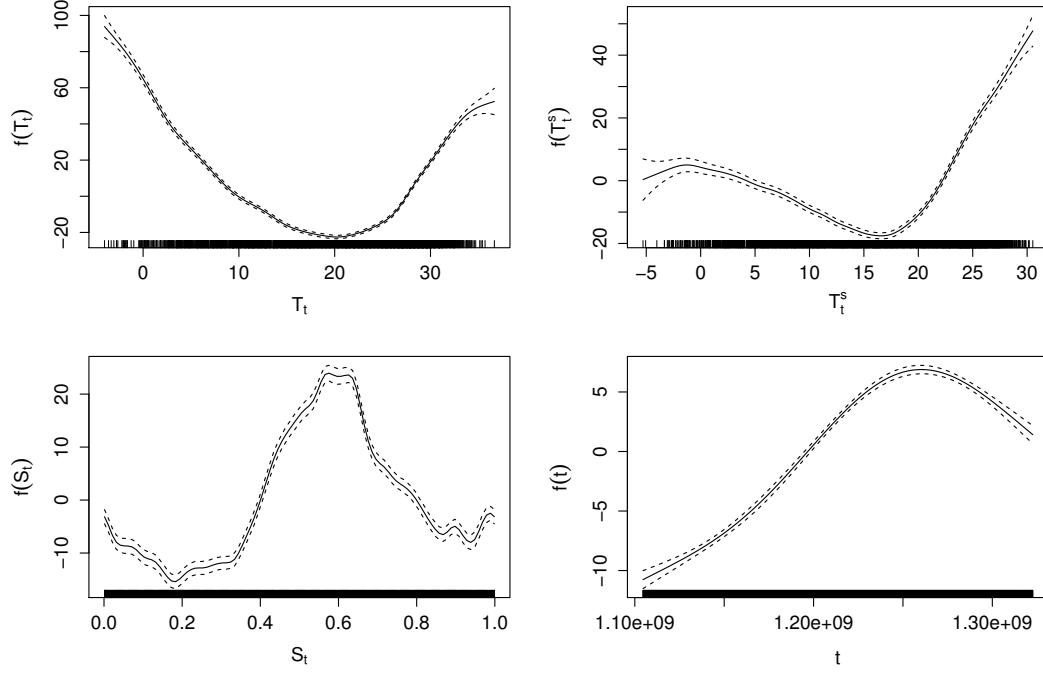 100
60
20
−20
f(T_t)
0 10 20 30
T_t
40
20
0
−20
f(T_t^s)
−5 0 5 10 15 20 25 30
T_t^s
20
10
0
−10
f(S_t)
0.0 0.2 0.4 0.6 0.8 1.0
S_t
5
0
−5
−10
f(t)
1.10e+09 1.20e+09 1.30e+09
t